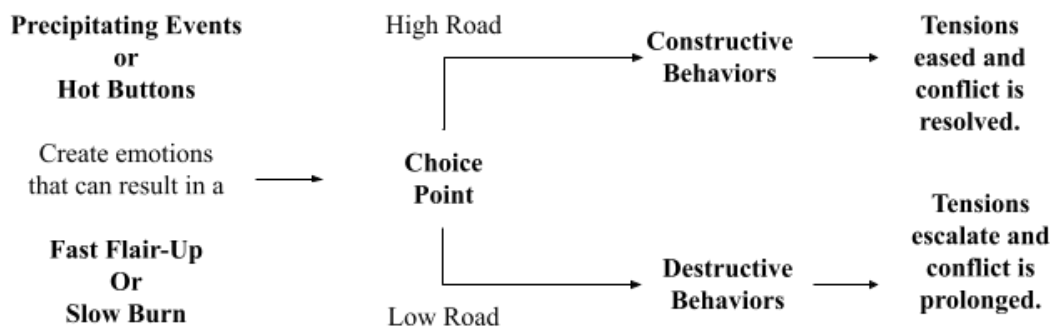 Precipitating Events
or
Hot Buttons
Create emotions
that can result in a
Fast Flair-Up
Or
Slow Burn
High Road
Choice
Point
Low Road
Constructive
Behaviors
Tensions
eased and
conflict is
resolved.
Destructive
Behaviors
Tensions
escalate and
conflict is
prolonged.